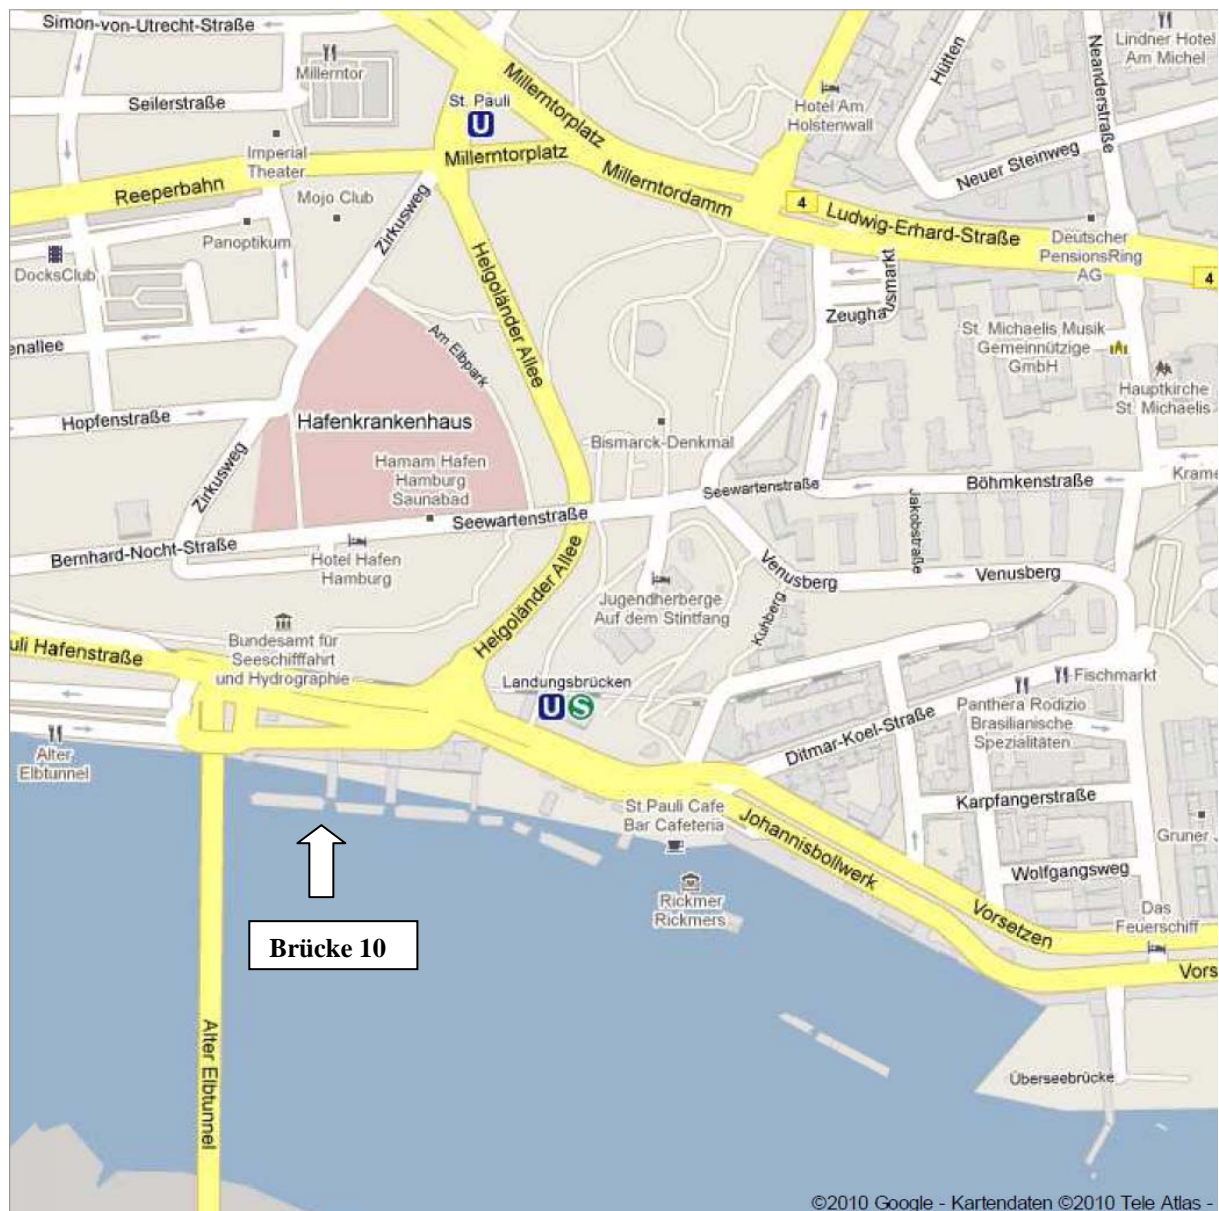 Simon-von-Utrecht-Straße
Millerntor
Seilerstraße
St. Pauli
U
Imperial
Theater
Reeperbahn
Mojo Club
Panoptikum
DocksClub
Zirkusweg
Millerntorplatz
Millerntorplatz
Millerntordamm
Hotel Am
Holstenwall
Hütten
Neanderstraße
Lindner Hotel
Am Michel
Neuer Steinweg
4
Ludwig-Erhard-Straße
Deutscher
PensionsRing
AG
4
Helgoländer Allee
Am Elbpark
enallee
Hopfenstraße
Hafenkrankenhaus
Hamam Hafen
Hamburg
Saunabad
Zirkusweg
Bernhard-Nocht-Straße
Seewartenstraße
Hotel Hafen
Hamburg
Zeughausmarkt
St. Michaelis Musik
Gemeinnützige
GmbH
Hauptkirche
St. Michaelis
Bismarck-Denkmal
Seewartenstraße
Böhmkenstraße
Krame
Jakobstraße
Venusberg
Venusberg
Jugendherberge
Auf dem Stintfang
Kuhberg
Helgoländer Allee
Bundesamt für
Seeschifffahrt
und Hydrographie
uli Hafenstraße
Landungsbrücken
U S
Alter
Elbtunnel
Fischmarkt
Panthera Rodizio
Brasilianische
Spezialitäten
Ditmar-Koel-Straße
Karpfangerstraße
Gruner J
Wolfgangsweg
St.Pauli Cafe
Bar Cafeteria
Johannisbollwerk
Rickmer
Rickmers
Vorsetzen
Das
Feuerschiff
Vors
Brücke 10
Alter Elbtunnel
Überseebrücke
©2010 Google - Kartendaten ©2010 Tele Atlas -